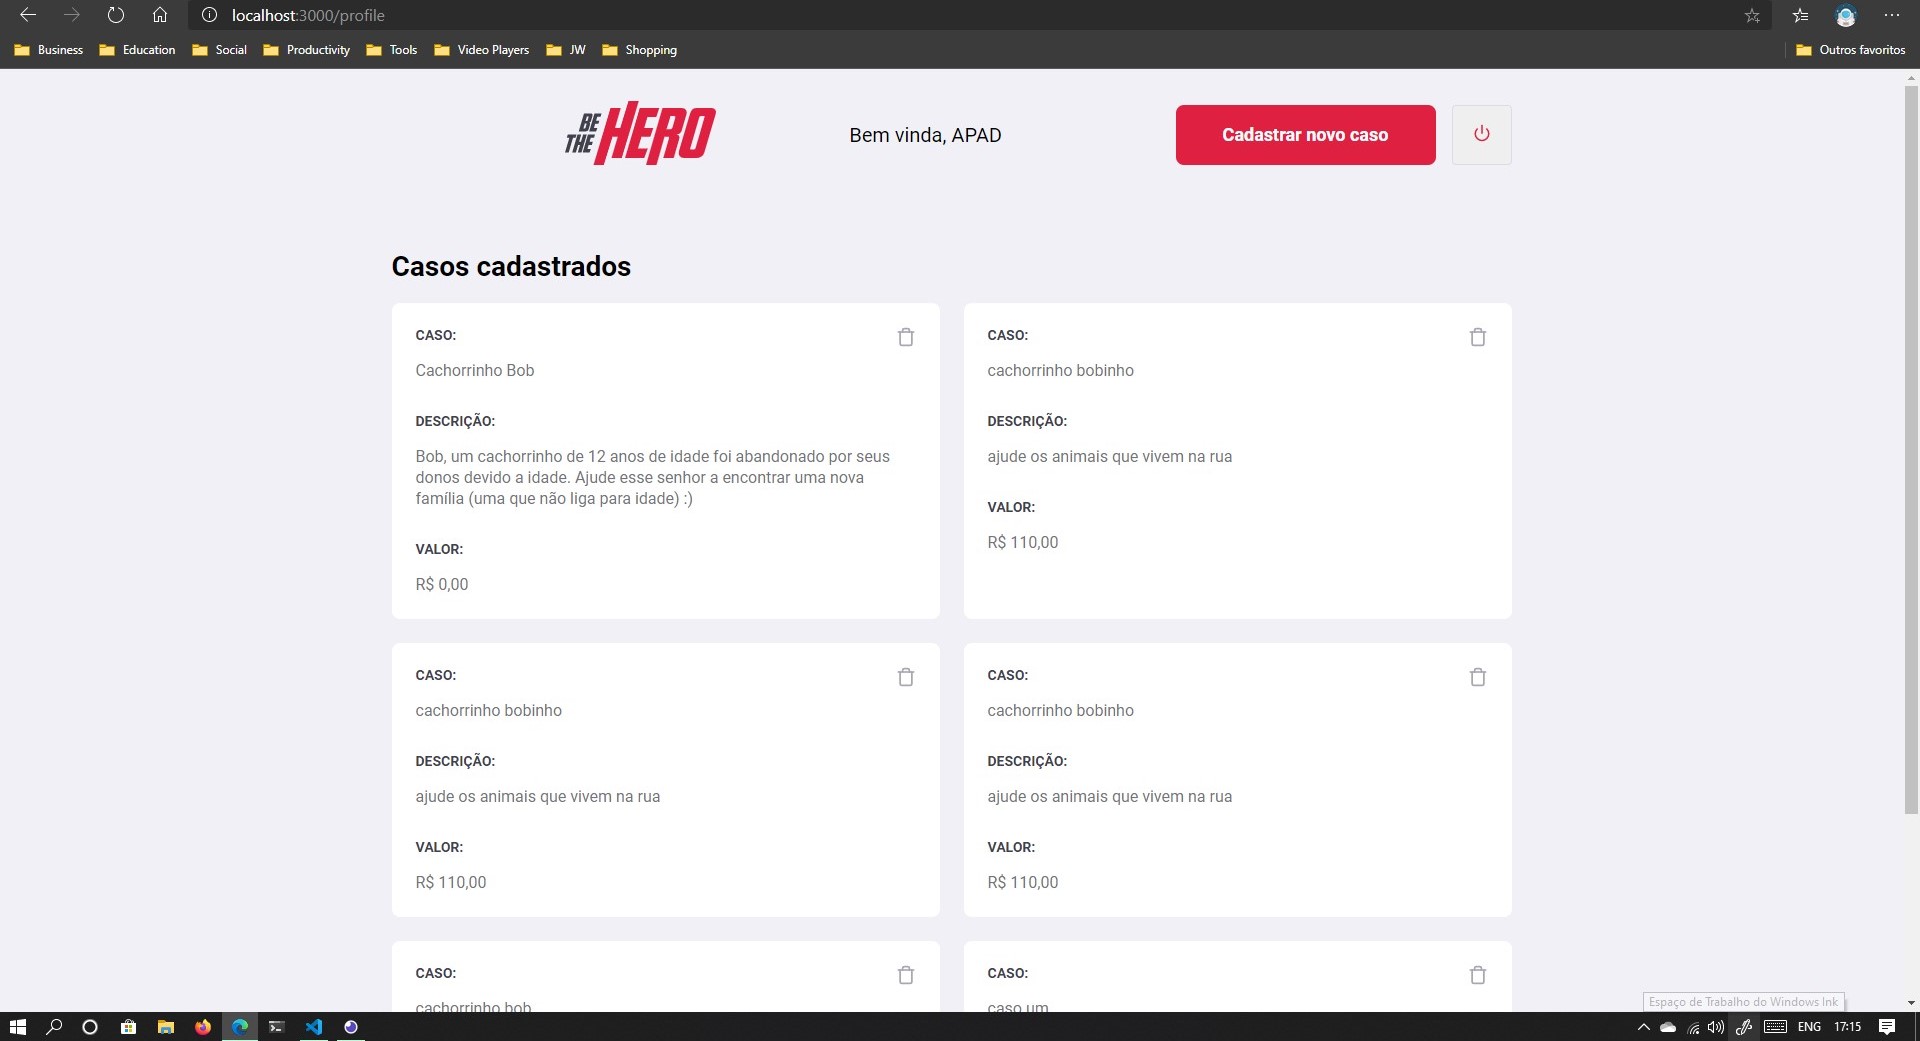 localhost:3000/profile
Business Education Social Productivity Tools Video Players JW Shopping Outros favoritos
BE THE HERO
Bem vinda, APAD
Cadastrar novo caso
Casos cadastrados
CASO:
Cachorrinho Bob
DESCRIÇÃO:
Bob, um cachorrinho de 12 anos de idade foi abandonado por seus
donos devido a idade. Ajude esse senhor a encontrar uma nova
família (uma que não liga para idade) :)
VALOR:
R$ 0,00
CASO:
cachorrinho bobinho
DESCRIÇÃO:
ajude os animais que vivem na rua
VALOR:
R$ 110,00
CASO:
cachorrinho bobinho
DESCRIÇÃO:
ajude os animais que vivem na rua
VALOR:
R$ 110,00
CASO:
cachorrinho bobinho
DESCRIÇÃO:
ajude os animais que vivem na rua
VALOR:
R$ 110,00
CASO:
cachorrinho bob
CASO:
caso um
Espaço de Trabalho do Windows Ink
ENG 17:15